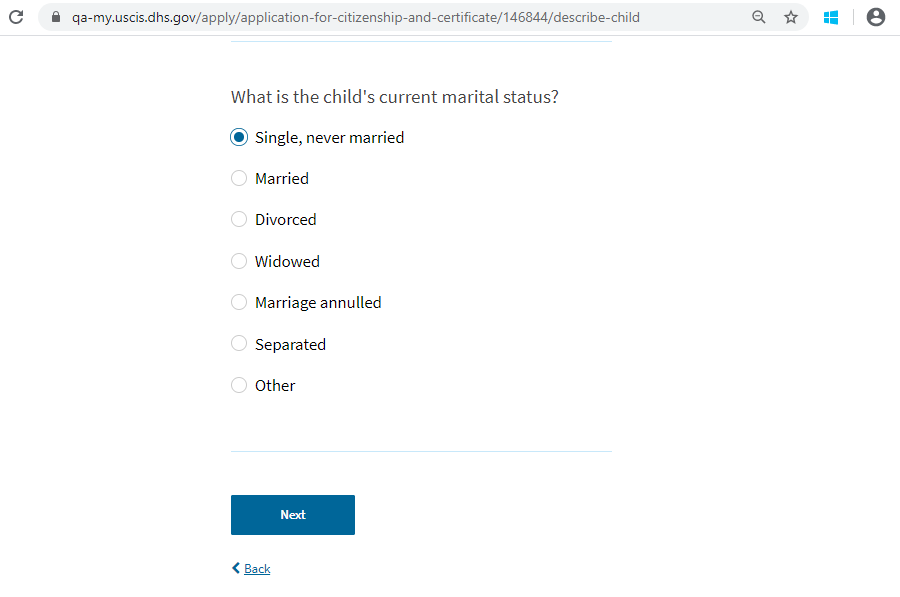 qa-my.uscis.dhs.gov/apply/application-for-citizenship-and-certificate/146844/describe-child
What is the child's current marital status?
Single, never married
Married
Divorced
Widowed
Marriage annulled
Separated
Other
Next
Back